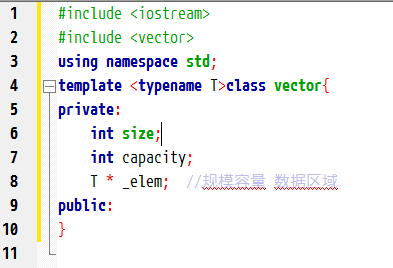 1 #include <iostream>
2 #include <vector>
3 using namespace std;
4 template <typename T>class vector{
5 private:
6 int size;
7 int capacity;
8 T * _elem; //规模容量 数据区域
9 public:
10 }
11